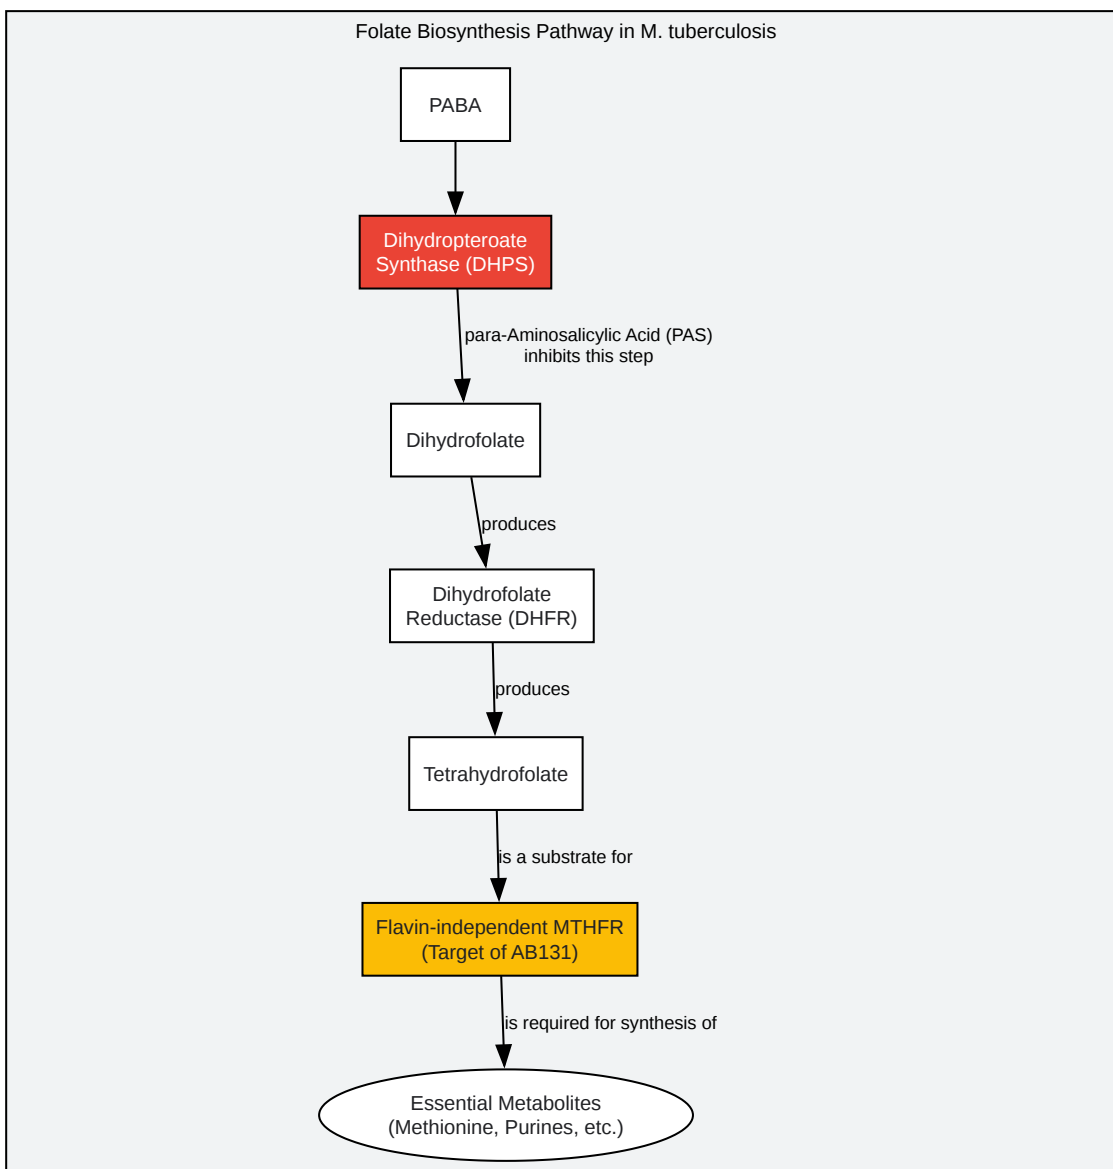 Folate Biosynthesis Pathway in M. tuberculosis
PABA
Dihydropteroate
Synthase (DHPS)
para-Aminosalicylic Acid (PAS)
inhibits this step
Dihydrofolate
produces
Dihydrofolate
Reductase (DHFR)
produces
Tetrahydrofolate
is a substrate for
Flavin-independent MTHFR
(Target of AB131)
is required for synthesis of
Essential Metabolites
(Methionine, Purines, etc.)